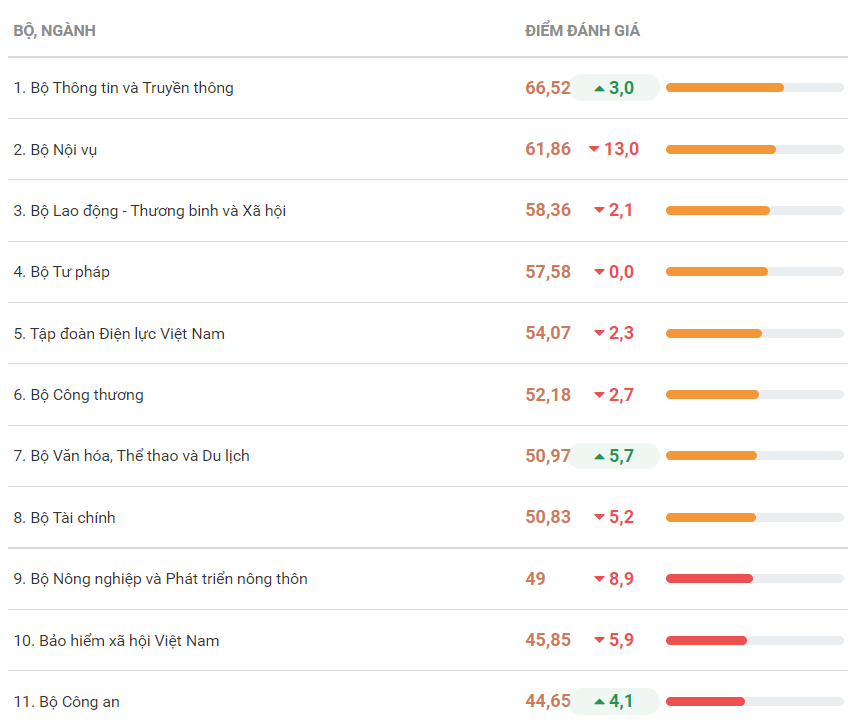 BỘ, NGÀNH ĐIỂM ĐÁNH GIÁ
1. Bộ Thông tin và Truyền thông 66,52 3,0
2. Bộ Nội vụ 61,86 13,0
3. Bộ Lao động - Thương binh và Xã hội 58,36 2,1
4. Bộ Tư pháp 57,58 0,0
5. Tập đoàn Điện lực Việt Nam 54,07 2,3
6. Bộ Công thương 52,18 2,7
7. Bộ Văn hóa, Thể thao và Du lịch 50,97 5,7
8. Bộ Tài chính 50,83 5,2
9. Bộ Nông nghiệp và Phát triển nông thôn 49 8,9
10. Bảo hiểm xã hội Việt Nam 45,85 5,9
11. Bộ Công an 44,65 4,1